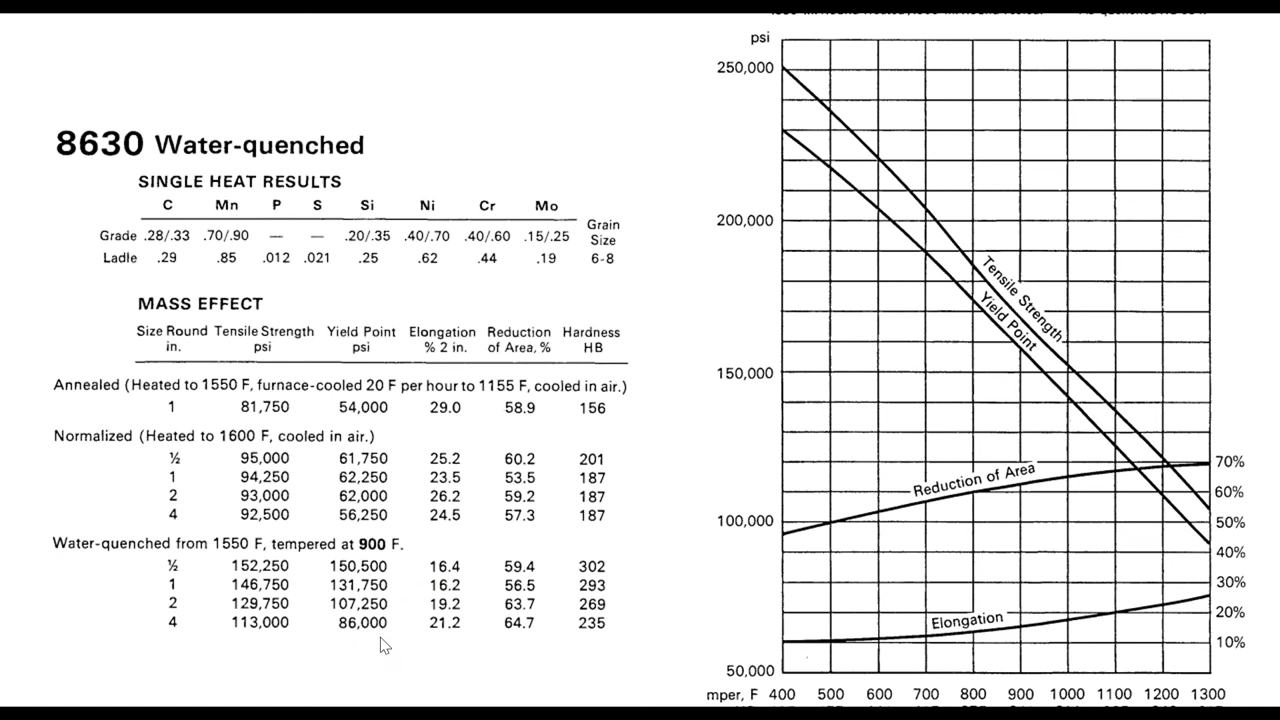 8630 Water-quenched
SINGLE HEAT RESULTS
C Mn P S Si Ni Cr Mo Grain Size
Grade .28/.33 .70/.90 — — .20/.35 .40/.70 .40/.60 .15/.25
Ladle .29 .85 .012 .021 .25 .62 .44 .19 6-8
MASS EFFECT
Size Round Tensile Strength Yield Point Elongation Reduction Hardness
in. psi psi % 2 in. of Area, % HB
Annealed (Heated to 1550 F, furnace-cooled 20 F per hour to 1155 F, cooled in air.)
1 81,750 54,000 29.0 58.9 156
Normalized (Heated to 1600 F, cooled in air.)
½ 95,000 61,750 25.2 60.2 201
1 94,250 62,250 23.5 53.5 187
2 93,000 62,000 26.2 59.2 187
4 92,500 56,250 24.5 57.3 187
Water-quenched from 1550 F, tempered at 900 F.
½ 152,250 150,500 16.4 59.4 302
1 146,750 131,750 16.2 56.5 293
2 129,750 107,250 19.2 63.7 269
4 113,000 86,000 21.2 64.7 235
psi
250,000
200,000
150,000
100,000
50,000
Tensile Strength
Yield Point
Reduction of Area
Elongation
70%
60%
50%
40%
30%
20%
10%
mper, F 400 500 600 700 800 900 1000 1100 1200 1300